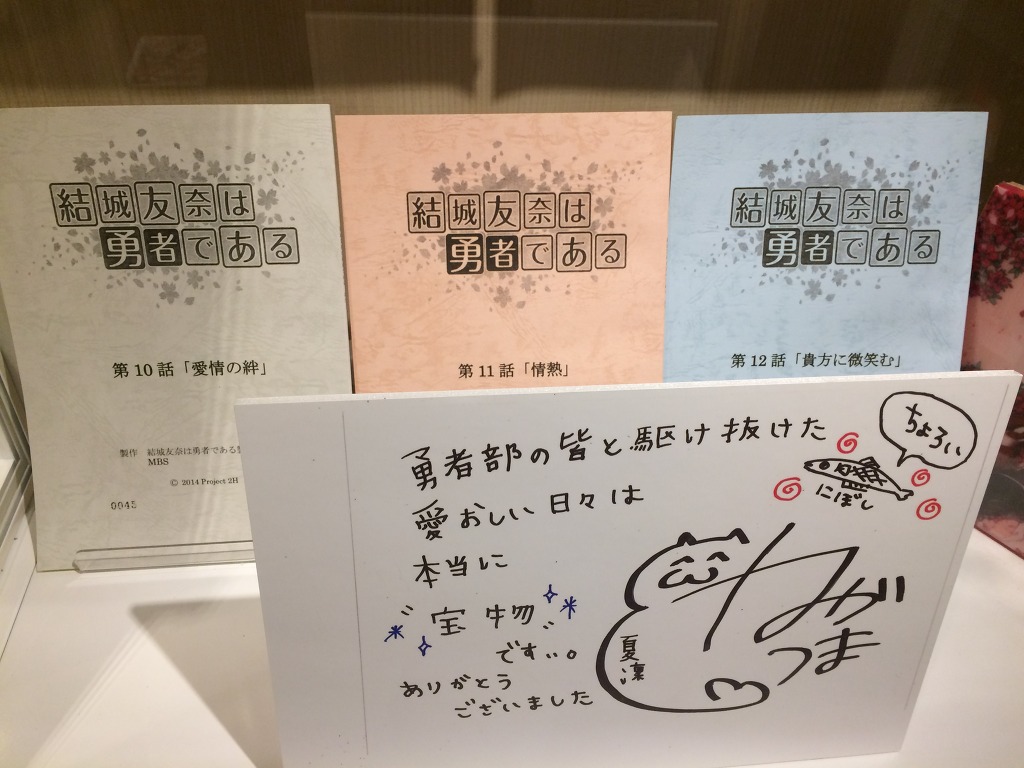 結城友奈は
勇者である
第10話「愛情の絆」
製作 結城友奈は勇者である
MBS
© 2014 Project 2H
0045
結城友奈は
勇者である
第11話「情熱」
結城友奈は
勇者である
第12話「貴方に微笑む」
勇者部の皆と駆け抜けた
愛おしい日々は
本当に
"宝物"
です…。
ありがとう
ございました
ちょろい
にぼし
夏凜